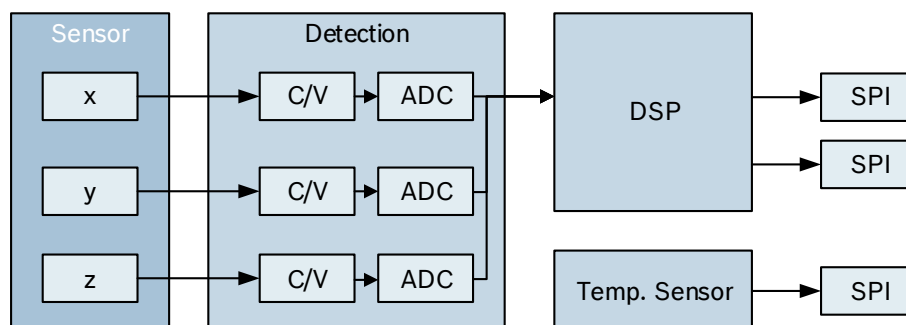 Sensor
Detection
x
C/V
ADC
DSP
SPI
y
C/V
ADC
SPI
z
C/V
ADC
Temp. Sensor
SPI